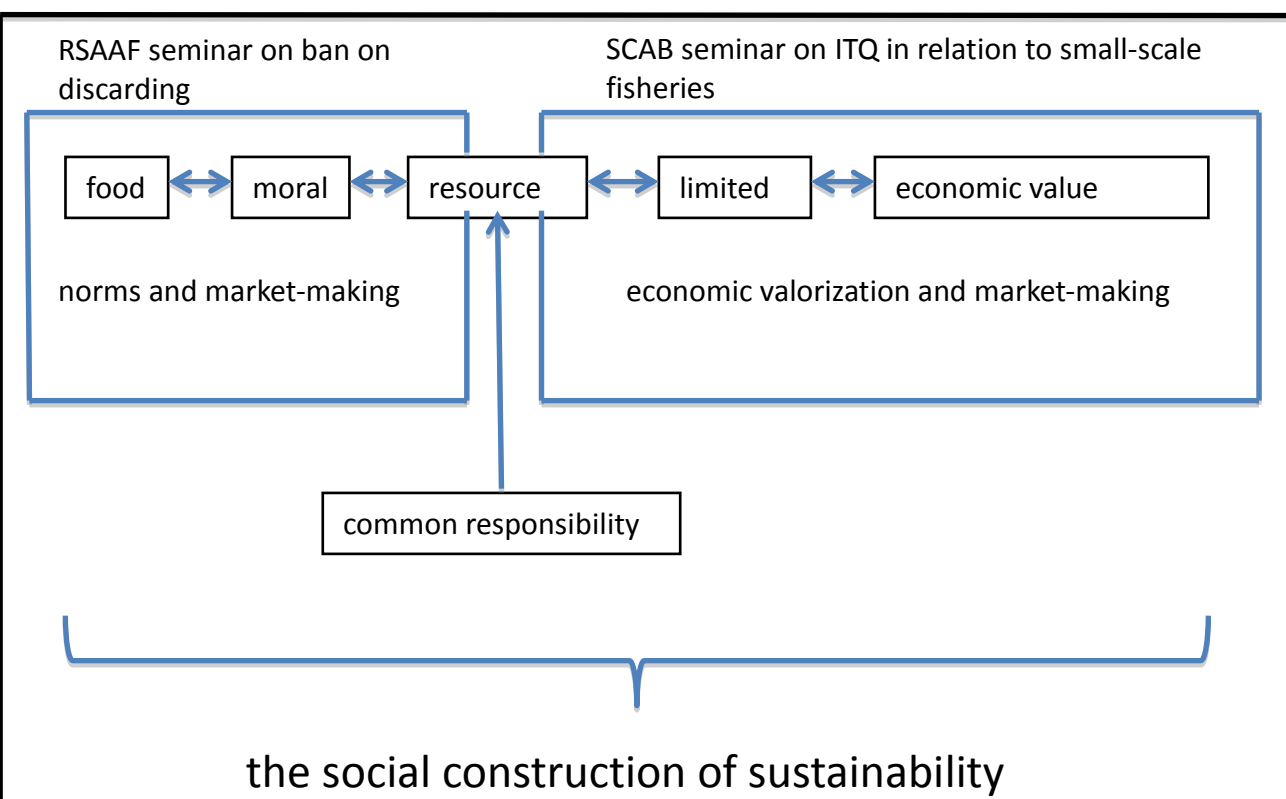 RSAAF seminar on ban on
discarding
SCAB seminar on ITQ in relation to small-scale
fisheries
food
moral
resource
limited
economic value
norms and market-making
economic valorization and market-making
common responsibility
the social construction of sustainability